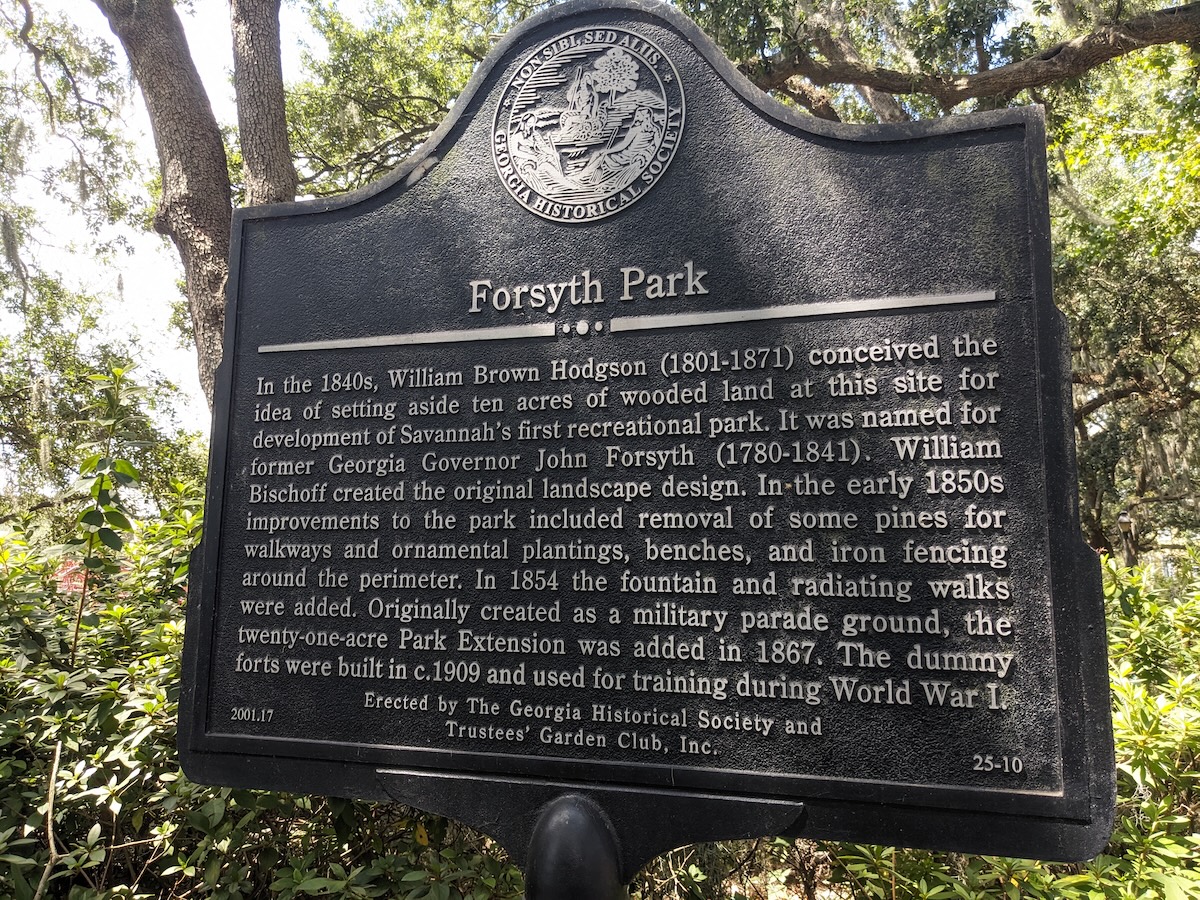 NON SIBI, SED ALIIS
GEORGIA HISTORICAL SOCIETY
Forsyth Park
In the 1840s, William Brown Hodgson (1801-1871) conceived the
idea of setting aside ten acres of wooded land at this site for
development of Savannah's first recreational park. It was named for
former Georgia Governor John Forsyth (1780-1841). William
Bischoff created the original landscape design. In the early 1850s
improvements to the park included removal of some pines for
walkways and ornamental plantings, benches, and iron fencing
around the perimeter. In 1854 the fountain and radiating walks
were added. Originally created as a military parade ground, the
twenty-one-acre Park Extension was added in 1867. The dummy
forts were built in c.1909 and used for training during World War I.
Erected by The Georgia Historical Society and
Trustees' Garden Club, Inc.
2001.17
25-10